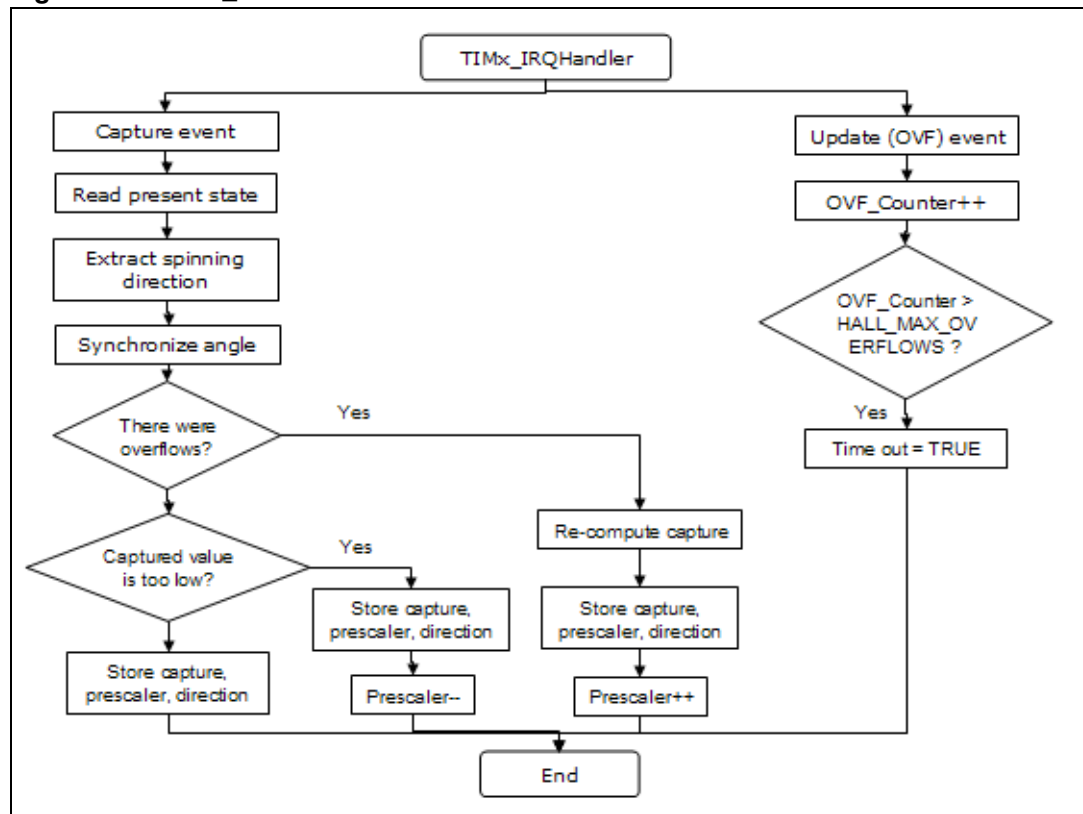 TIMx_IRQHandler
Capture event
Read present state
Extract spinning
direction
Synchronize angle
There were
overflows?
Yes
Captured value
is too low?
Yes
Store capture,
prescaler, direction
Store capture,
prescaler, direction
Prescaler--
Re-compute capture
Store capture,
prescaler, direction
Prescaler++
Update (OVF) event
OVF_Counter++
OVF_Counter >
HALL_MAX_OV
ERFLOWS ?
Yes
Time out = TRUE
End